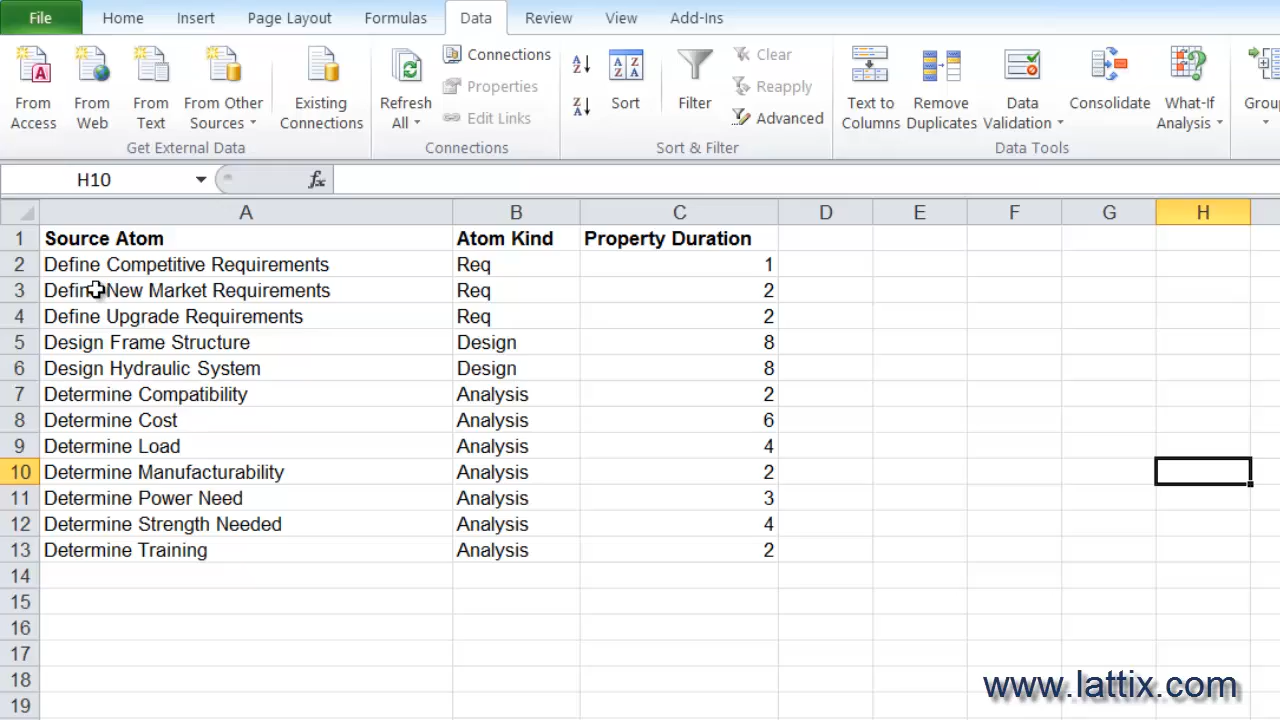 File Home Insert Page Layout Formulas Data Review View Add-Ins
Connections Clear
Properties Reapply
Edit Links Advanced
From Access From Web From Text From Other Sources Existing Connections Refresh All Sort Filter Text to Columns Remove Duplicates Data Validation Consolidate What-If Analysis
Get External Data Connections Sort & Filter Data Tools
H10 fx
A B C D E F G H
1 Source Atom Atom Kind Property Duration
2 Define Competitive Requirements Req 1
3 Define New Market Requirements Req 2
4 Define Upgrade Requirements Req 2
5 Design Frame Structure Design 8
6 Design Hydraulic System Design 8
7 Determine Compatibility Analysis 2
8 Determine Cost Analysis 6
9 Determine Load Analysis 4
10 Determine Manufacturability Analysis 2
11 Determine Power Need Analysis 3
12 Determine Strength Needed Analysis 4
13 Determine Training Analysis 2
14
15
16
17
18
19
www.lattix.com